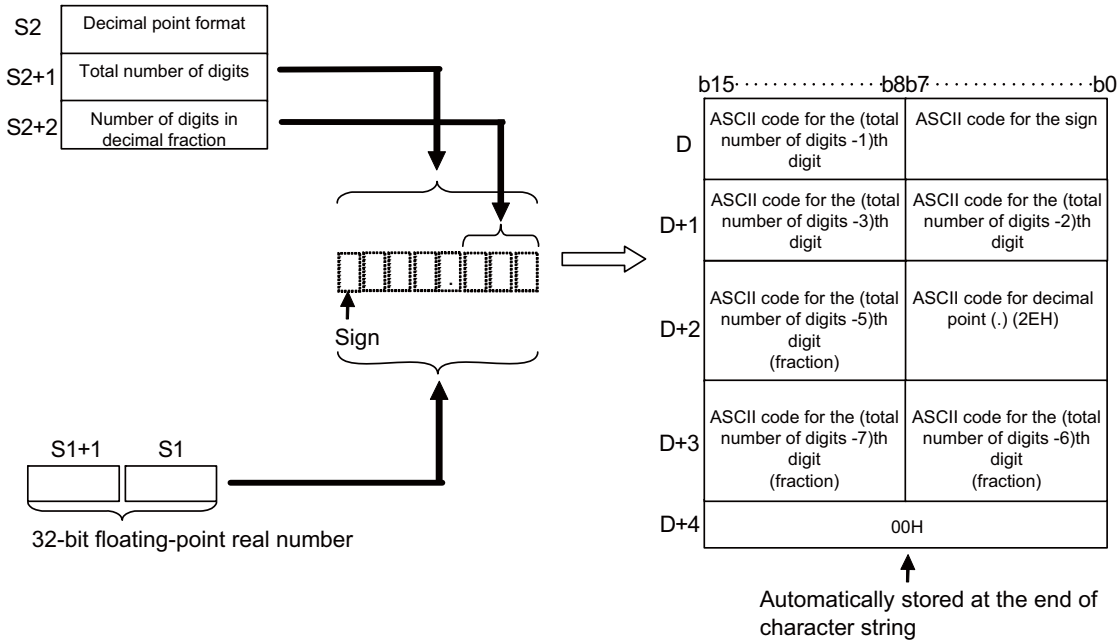 S2
Decimal point format
S2+1
Total number of digits
S2+2
Number of digits in
decimal fraction
Sign
.
S1+1
S1
32-bit floating-point real number
b15··················b8b7·····················b0
D
ASCII code for the (total
number of digits -1)th
digit
ASCII code for the sign
D+1
ASCII code for the (total
number of digits -3)th
digit
ASCII code for the (total
number of digits -2)th
digit
D+2
ASCII code for the (total
number of digits -5)th
digit
(fraction)
ASCII code for decimal
point (.) (2EH)
D+3
ASCII code for the (total
number of digits -7)th
digit
(fraction)
ASCII code for the (total
number of digits -6)th
digit
(fraction)
D+4
00H
Automatically stored at the end of
character string